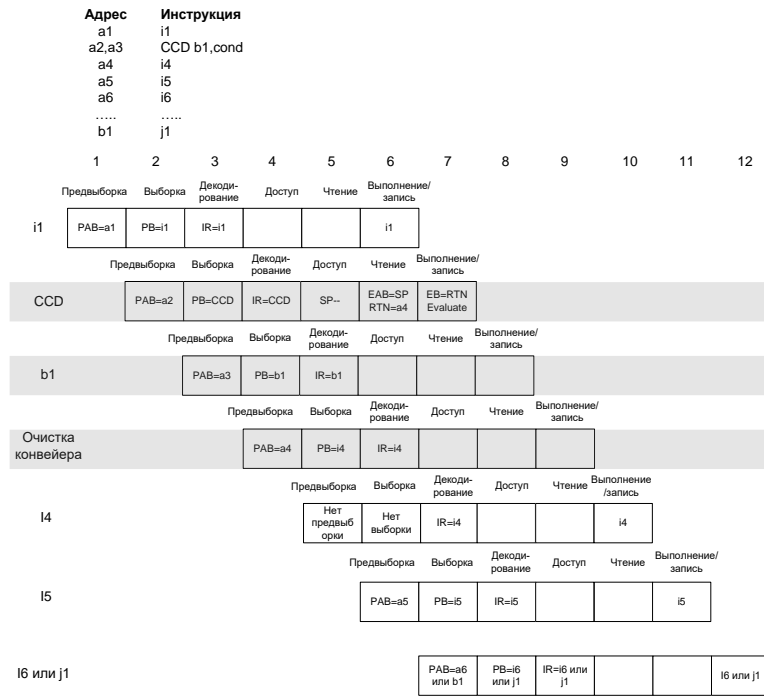 Адрес Инструкция
a1 i1
a2,a3 CCD b1,cond
a4 i4
a5 i5
a6 i6
..... .....
b1 j1
1 2 3 4 5 6 7 8 9 10 11 12
Предвыборка Выборка Декоди-рование Доступ Чтение Выполнение/запись
i1 PAB=a1 PB=i1 IR=i1 i1
Предвыборка Выборка Декоди-рование Доступ Чтение Выполнение/запись
CCD PAB=a2 PB=CCD IR=CCD SP-- EAB=SP RTN=a4 EB=RTN Evaluate
Предвыборка Выборка Декоди-рование Доступ Чтение Выполнение/запись
b1 PAB=a3 PB=b1 IR=b1
Предвыборка Выборка Декоди-рование Доступ Чтение Выполнение/запись
Очистка конвейера PAB=a4 PB=i4 IR=i4
Предвыборка Выборка Декоди-рование Доступ Чтение Выполнение/запись
I4 Нет предвыборки Нет выборки IR=i4 i4
Предвыборка Выборка Декоди-рование Доступ Чтение Выполнение/запись
I5 PAB=a5 PB=i5 IR=i5 i5
I6 или j1 PAB=a6 или b1 PB=i6 или j1 IR=i6 или j1 I6 или j1